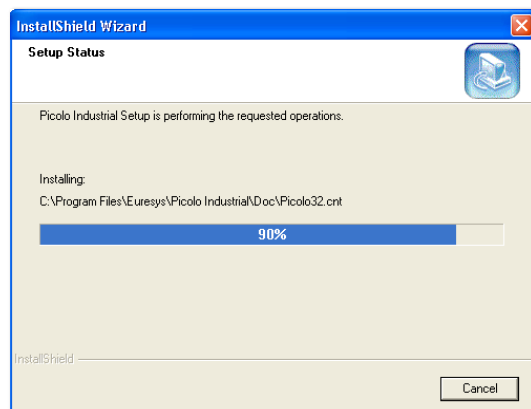 InstallShield Wizard
Setup Status
Picolo Industrial Setup is performing the requested operations.
Installing:
C:\Program Files\Euresys\Picolo Industrial\Doc\Picolo32.cnt
90%
InstallShield
Cancel